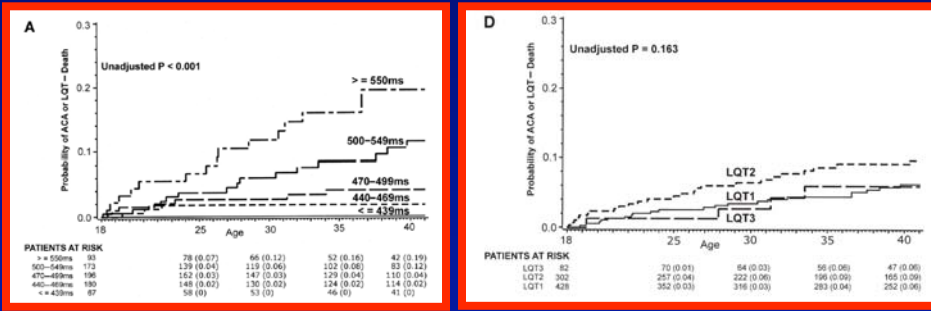 A
Probability of ACA or LQT – Death
0.3
0.2
0.1
0.0
Unadjusted P < 0.001
> = 550ms
500–549ms
470–499ms
440–469ms
< = 439ms
18 25 30 35 40
Age
PATIENTS AT RISK
> = 550ms 93 78 (0.07) 66 (0.12) 52 (0.16) 42 (0.19)
500–549ms 173 139 (0.04) 119 (0.06) 102 (0.08) 83 (0.12)
470–499ms 196 162 (0.03) 147 (0.03) 129 (0.04) 110 (0.04)
440–469ms 148 (0.02) 130 (0.02) 124 (0.02) 114 (0.02)
< = 439ms 58 (0) 53 (0) 46 (0) 41 (0)
D
Probability of ACA or LQT – Death
0.3
0.2
0.1
0.0
Unadjusted P = 0.163
LQT2
LQT1
LQT3
18 25 30 35 40
Age
PATIENTS AT RISK
LQT3 82 70 (0.01) 64 (0.03) 56 (0.06) 47 (0.06)
LQT2 302 257 (0.04) 222 (0.06) 196 (0.09) 165 (0.09)
LQT1 428 352 (0.03) 316 (0.03) 283 (0.04) 252 (0.06)